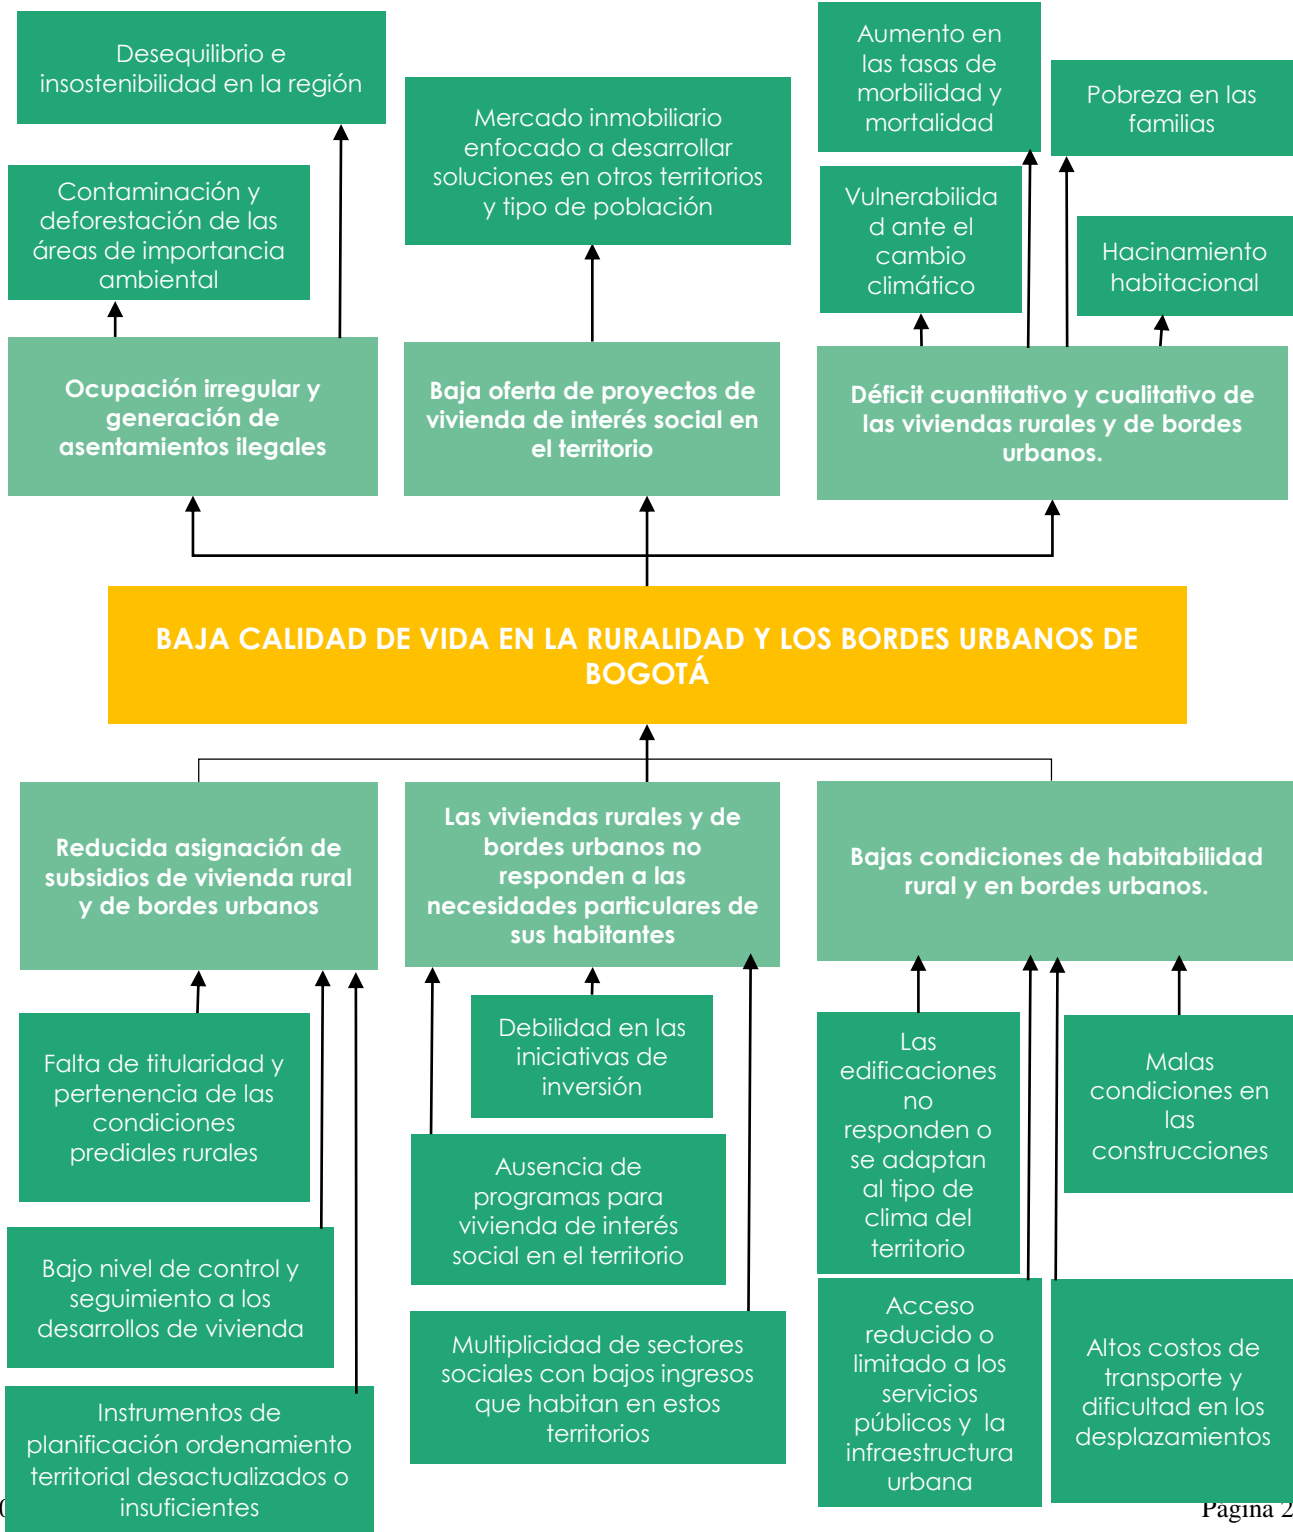 Desequilibrio e
insostenibilidad en la región
Aumento en
las tasas de
morbilidad y
mortalidad
Pobreza en las
familias
Mercado inmobiliario
enfocado a desarrollar
soluciones en otros territorios
y tipo de población
Contaminación y
deforestación de las
áreas de importancia
ambiental
Vulnerabilida
d ante el
cambio
climático
Hacinamiento
habitacional
Ocupación irregular y
generación de
asentamientos ilegales
Baja oferta de proyectos de
vivienda de interés social en
el territorio
Déficit cuantitativo y cualitativo de
las viviendas rurales y de bordes
urbanos.
BAJA CALIDAD DE VIDA EN LA RURALIDAD Y LOS BORDES URBANOS DE
BOGOTÁ
Reducida asignación de
subsidios de vivienda rural
y de bordes urbanos
Las viviendas rurales y de
bordes urbanos no
responden a las
necesidades particulares de
sus habitantes
Bajas condiciones de habitabilidad
rural y en bordes urbanos.
Falta de titularidad y
pertenencia de las
condiciones
prediales rurales
Debilidad en las
iniciativas de
inversión
Las
edificaciones
no
responden o
se adaptan
al tipo de
clima del
territorio
Malas
condiciones en
las
construcciones
Ausencia de
programas para
vivienda de interés
social en el territorio
Bajo nivel de control y
seguimiento a los
desarrollos de vivienda
Multiplicidad de sectores
sociales con bajos ingresos
que habitan en estos
territorios
Acceso
reducido o
limitado a los
servicios
públicos y  la
infraestructura
urbana
Altos costos de
transporte y
dificultad en los
desplazamientos
Instrumentos de
planificación ordenamiento
territorial desactualizados o
insuficientes
Página 2